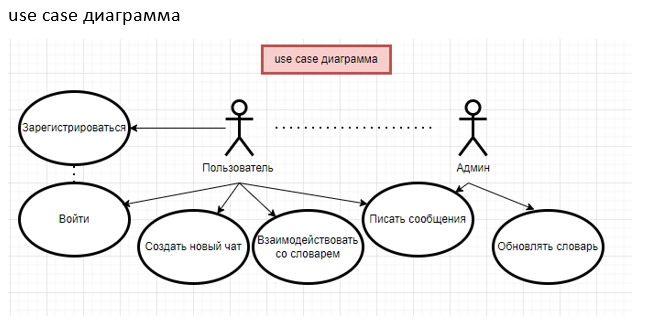 use case диаграмма
use case диаграмма
Зарегистрироваться
Пользователь
Админ
Войти
Создать новый чат
Взаимодействовать
со словарем
Писать сообщения
Обновлять словарь